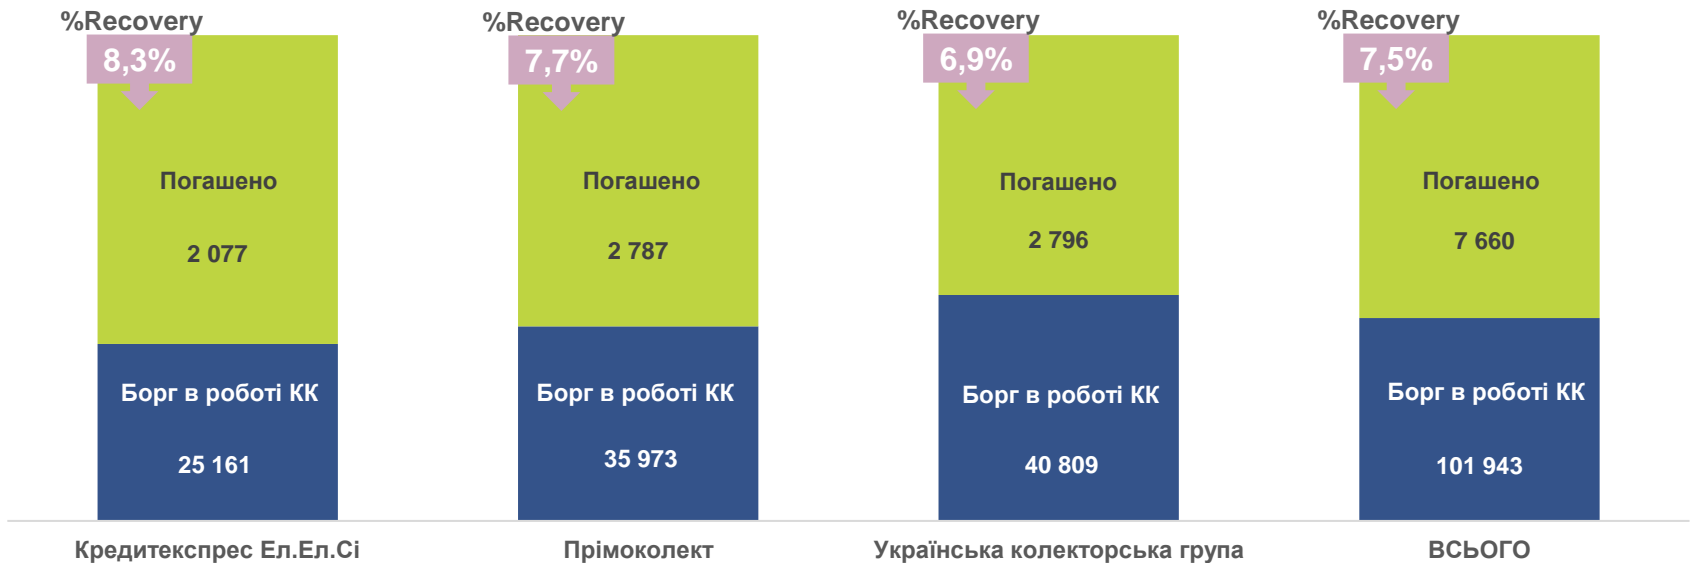 %Recovery
8,3%
Погашено
2 077
Борг в роботі КК
25 161
Кредитекспрес Ел.Ел.Сі
%Recovery
7,7%
Погашено
2 787
Борг в роботі КК
35 973
Прімоколект
%Recovery
6,9%
Погашено
2 796
Борг в роботі КК
40 809
Українська колекторська група
%Recovery
7,5%
Погашено
7 660
Борг в роботі КК
101 943
ВСЬОГО